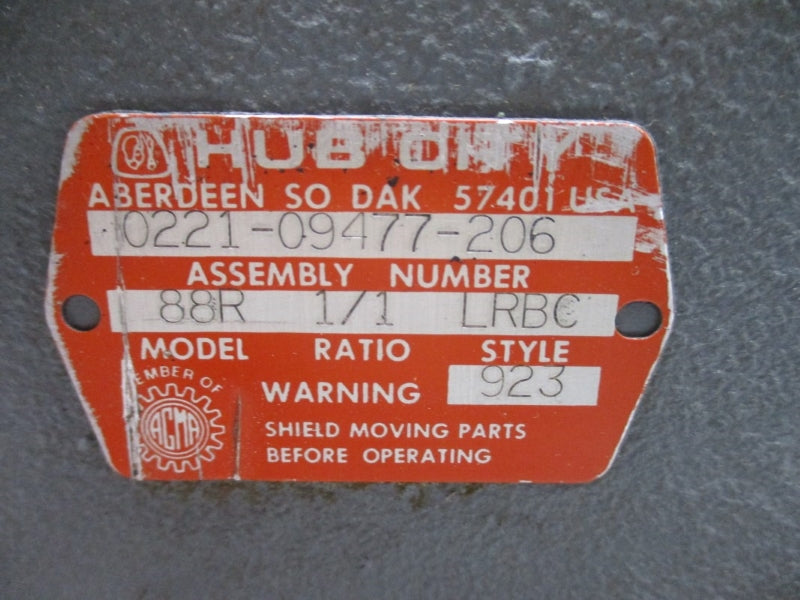 HUB CITY
ABERDEEN SO DAK 57401 USA
0221-09477-206
ASSEMBLY NUMBER
88R 1/1 LRBC
MODEL RATIO STYLE
923
MEMBER OF
AGMA
WARNING
SHIELD MOVING PARTS
BEFORE OPERATING